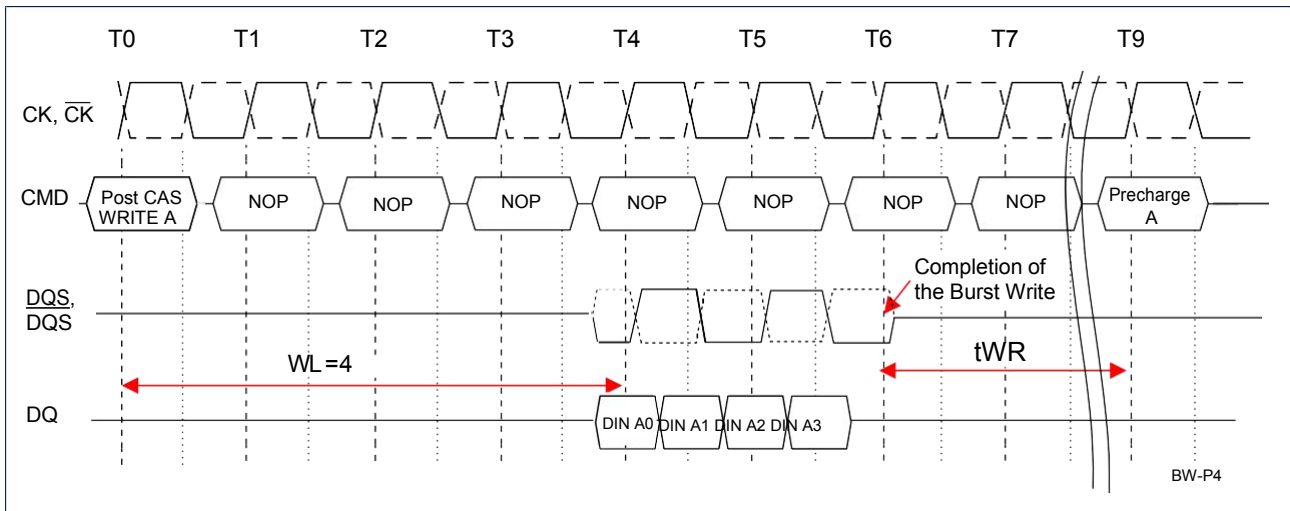 T0 T1 T2 T3 T4 T5 T6 T7 T9
CK, CK
CMD Post CAS WRITE A NOP NOP NOP NOP NOP NOP NOP Precharge A
Completion of
the Burst Write
DQS,
DQS
WL=4 tWR
DQ DIN A0 DIN A1 DIN A2 DIN A3
BW-P4